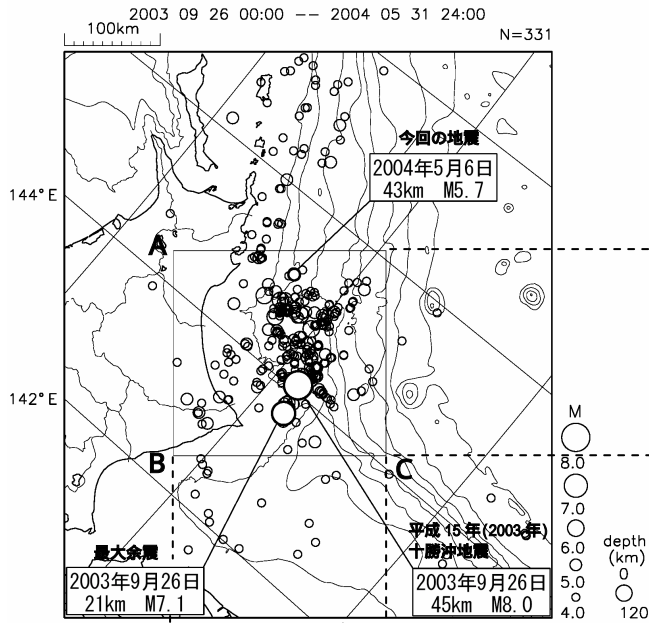 2003 09 26 00:00 -- 2004 05 31 24:00
100km
N=331
今回の地震
2004年5月6日
43km M5.7
144°E
A
142°E
B
C
M
8.0
7.0
6.0
5.0
4.0
depth
(km)
0
120
最大余震
2003年9月26日
21km M7.1
平成15年(2003年)
十勝沖地震
2003年9月26日
45km M8.0